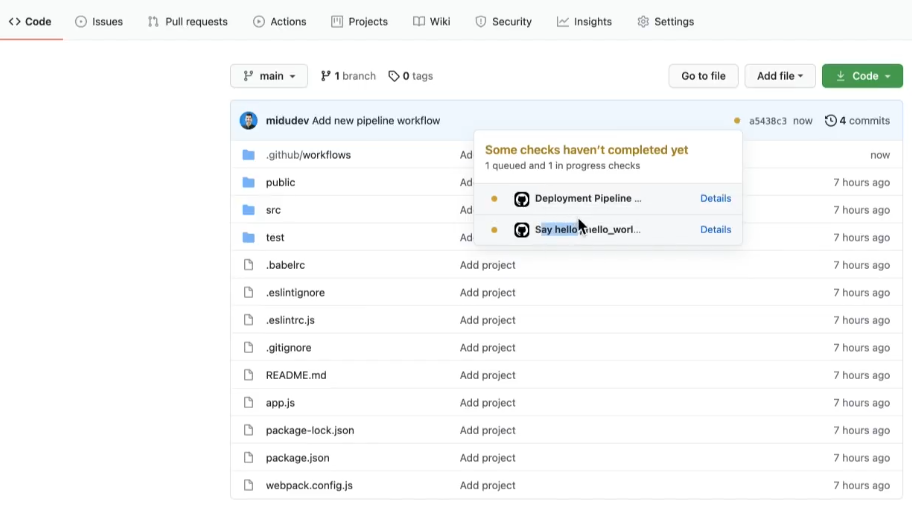 Code Issues Pull requests Actions Projects Wiki Security Insights Settings
main 1 branch 0 tags Go to file Add file Code
midudev Add new pipeline workflow a5438c3 now 4 commits
Some checks haven't completed yet
1 queued and 1 in progress checks
Deployment Pipeline ... Details
Say hello Details
.github/workflows Ad now
public Ad 7 hours ago
src Ad 7 hours ago
test Ad 7 hours ago
.babelrc Add project 7 hours ago
.eslintignore Add project 7 hours ago
.eslintrc.js Add project 7 hours ago
.gitignore Add project 7 hours ago
README.md Add project 7 hours ago
app.js Add project 7 hours ago
package-lock.json Add project 7 hours ago
package.json Add project 7 hours ago
webpack.config.js Add project 7 hours ago